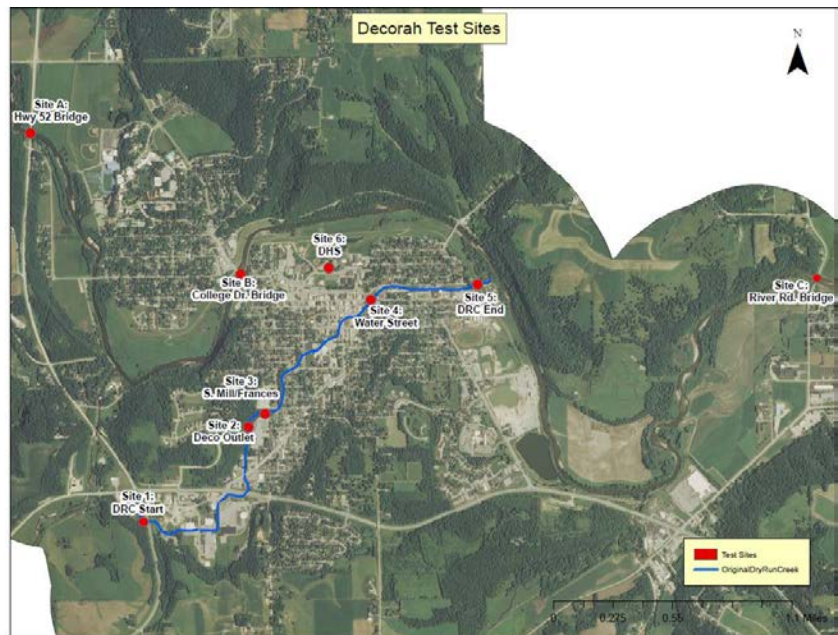 Decorah Test Sites
N
Site A:
Hwy 52 Bridge
Site 6:
DHS
Site B:
College Dr. Bridge
Site C:
River Rd. Bridge
Site 5:
DRC End
Site 4:
Water Street
Site 3:
S. Mill/Frances
Site 2:
Deco Outlet
Site 1:
DRC Start
Test Sites
OriginalDryRunCreek
0 0.275 0.55 1.1 Miles